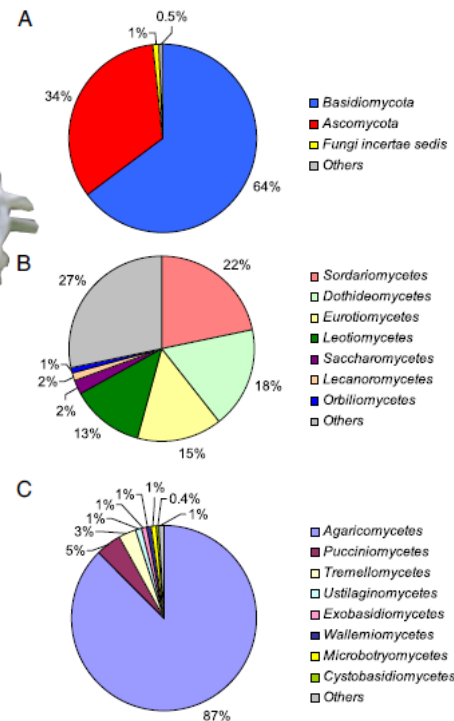 A
0.5%
1%
34%
64%
Basidiomycota
Ascomycota
Fungi incertae sedis
Others
B
27%
22%
1%
2%
2%
13%
15%
18%
Sordariomycetes
Dothideomycetes
Eurotiomycetes
Leotiomycetes
Saccharomycetes
Lecanoromycetes
Orbiliomycetes
Others
C
1%
1%
0.4%
1%
1%
1%
3%
5%
87%
Agaricomycetes
Pucciniomycetes
Tremellomycetes
Ustilaginomycetes
Exobasidiomycetes
Wallemiomycetes
Microbotryomycetes
Cystobasidiomycetes
Others